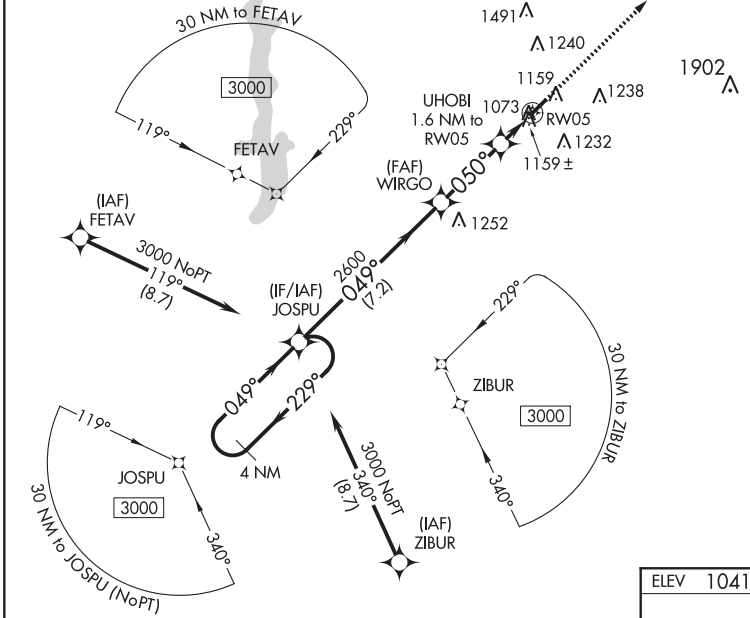 30 NM to FETAV
3000
119°
229°
FETAV
1491
1240
1159
1238
1902
UHOBI
1.6 NM to
RW05
1073
RW05
1232
1159 ±
(FAF)
WIRGO
050°
1252
(IAF)
FETAV
3000 NoPT
119°
(8.7)
2600
049°
(7.2)
(IF/IAF)
JOSPU
049°
229°
4 NM
229°
ZIBUR
3000
340°
30 NM to ZIBUR
119°
JOSPU
3000
340°
30 NM to JOSPU (NoPT)
3000 NoPT
340°
(8.7)
(IAF)
ZIBUR
ELEV 1041